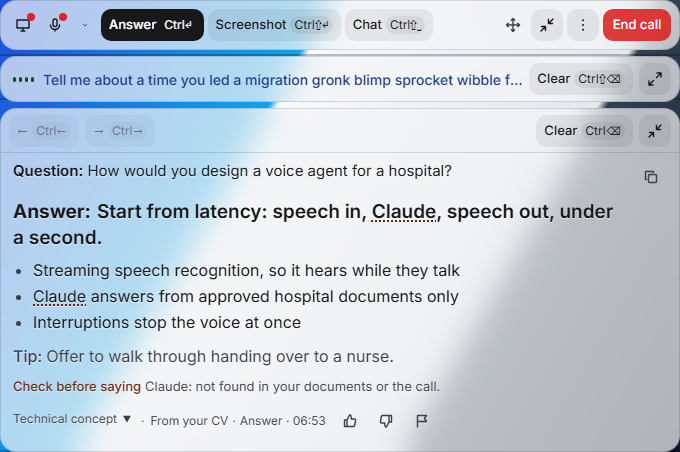 Answer Ctrl↵ Screenshot Ctrl⇧↵ Chat Ctrl⇧_ End call
Tell me about a time you led a migration gronk blimp sprocket wibble f... Clear Ctrl⇧⌫
← Ctrl← → Ctrl→ Clear Ctrl⌫
Question: How would you design a voice agent for a hospital?
Answer: Start from latency: speech in, Claude, speech out, under
a second.
• Streaming speech recognition, so it hears while they talk
• Claude answers from approved hospital documents only
• Interruptions stop the voice at once
Tip: Offer to walk through handing over to a nurse.
Check before saying Claude: not found in your documents or the call.
Technical concept ▼ · From your CV · Answer · 06:53